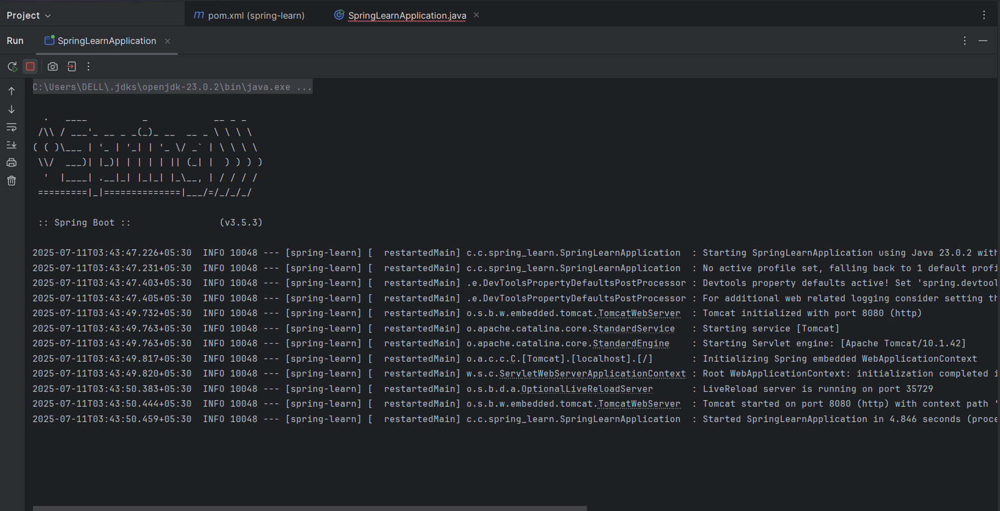 Project
pom.xml (spring-learn)
SpringLearnApplication.java
Run
SpringLearnApplication
C:\Users\DELL\.jdks\openjdk-23.0.2\bin\java.exe ...
  .   ____          _            __ _ _
 /\\ / ___'_ __ _ _(_)_ __  __ _ \ \ \ \
( ( )\___ | '_ | '_| | '_ \/ _` | \ \ \ \
 \\/  ___)| |_)| | | | | || (_| |  ) ) ) )
  '  |____| .__|_| |_|_| |_\__, | / / / /
 =========|_|==============|___/=/_/_/_/
 :: Spring Boot ::                (v3.5.3)
2025-07-11T03:43:47.226+05:30  INFO 10048 --- [spring-learn] [  restartedMain] c.c.spring_learn.SpringLearnApplication  : Starting SpringLearnApplication using Java 23.0.2 with
2025-07-11T03:43:47.231+05:30  INFO 10048 --- [spring-learn] [  restartedMain] c.c.spring_learn.SpringLearnApplication  : No active profile set, falling back to 1 default profi
2025-07-11T03:43:47.403+05:30  INFO 10048 --- [spring-learn] [  restartedMain] .e.DevToolsPropertyDefaultsPostProcessor : Devtools property defaults active! Set 'spring.devtool
2025-07-11T03:43:47.405+05:30  INFO 10048 --- [spring-learn] [  restartedMain] .e.DevToolsPropertyDefaultsPostProcessor : For additional web related logging consider setting th
2025-07-11T03:43:49.732+05:30  INFO 10048 --- [spring-learn] [  restartedMain] o.s.b.w.embedded.tomcat.TomcatWebServer  : Tomcat initialized with port 8080 (http)
2025-07-11T03:43:49.763+05:30  INFO 10048 --- [spring-learn] [  restartedMain] o.apache.catalina.core.StandardService   : Starting service [Tomcat]
2025-07-11T03:43:49.763+05:30  INFO 10048 --- [spring-learn] [  restartedMain] o.apache.catalina.core.StandardEngine    : Starting Servlet engine: [Apache Tomcat/10.1.42]
2025-07-11T03:43:49.817+05:30  INFO 10048 --- [spring-learn] [  restartedMain] o.a.c.c.C.[Tomcat].[localhost].[/]       : Initializing Spring embedded WebApplicationContext
2025-07-11T03:43:49.820+05:30  INFO 10048 --- [spring-learn] [  restartedMain] w.s.c.ServletWebServerApplicationContext : Root WebApplicationContext: initialization completed i
2025-07-11T03:43:50.383+05:30  INFO 10048 --- [spring-learn] [  restartedMain] o.s.b.d.a.OptionalLiveReloadServer       : LiveReload server is running on port 35729
2025-07-11T03:43:50.444+05:30  INFO 10048 --- [spring-learn] [  restartedMain] o.s.b.w.embedded.tomcat.TomcatWebServer  : Tomcat started on port 8080 (http) with context path '
2025-07-11T03:43:50.459+05:30  INFO 10048 --- [spring-learn] [  restartedMain] c.c.spring_learn.SpringLearnApplication  : Started SpringLearnApplication in 4.846 seconds (proce